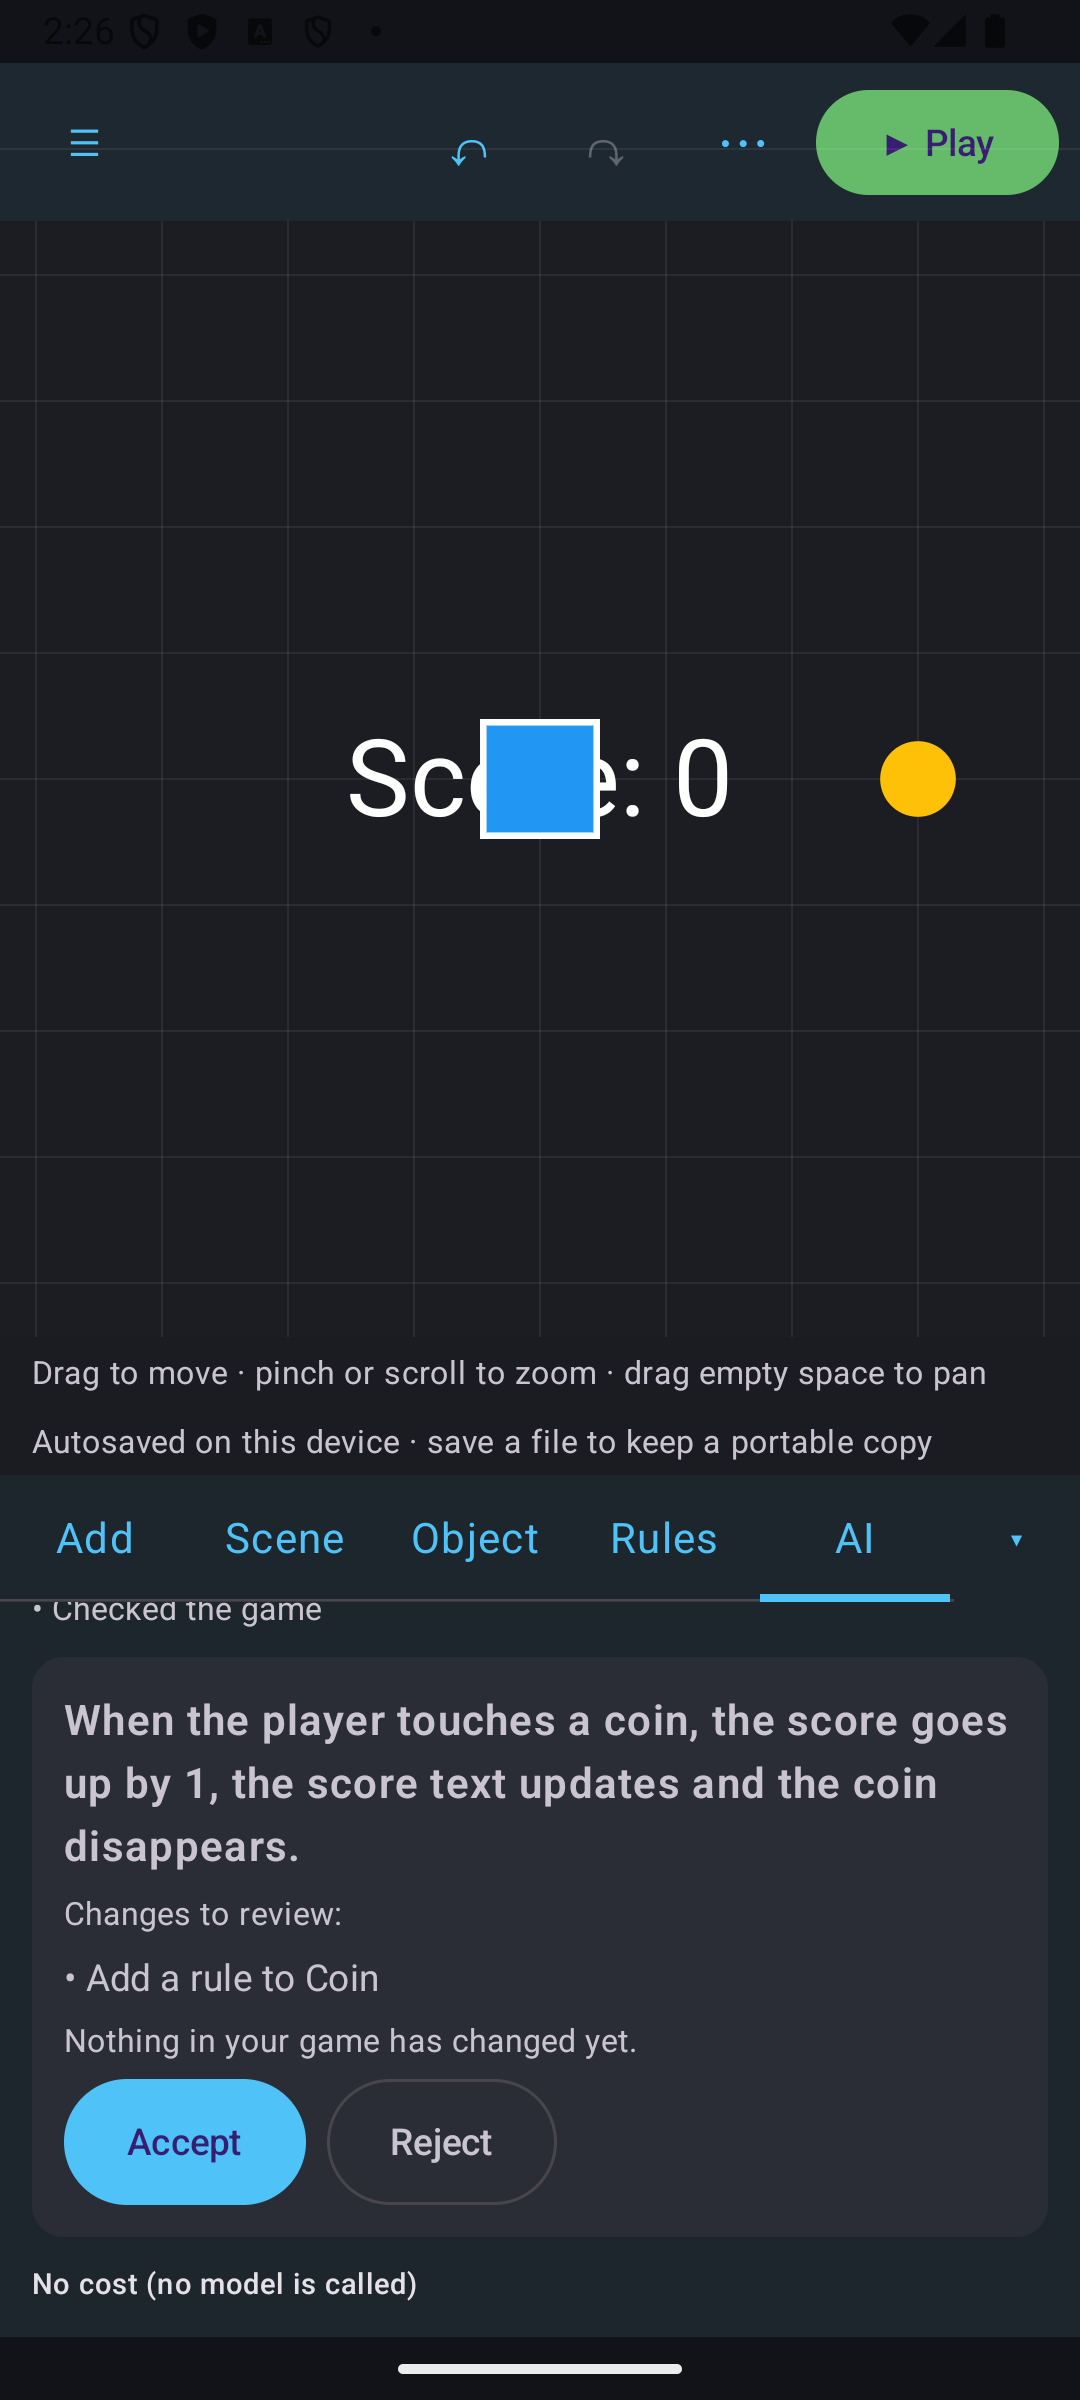 2:26
Play
Score: 0
Drag to move · pinch or scroll to zoom · drag empty space to pan
Autosaved on this device · save a file to keep a portable copy
Add Scene Object Rules AI
• Checked the game
When the player touches a coin, the score goes
up by 1, the score text updates and the coin
disappears.
Changes to review:
• Add a rule to Coin
Nothing in your game has changed yet.
Accept Reject
No cost (no model is called)